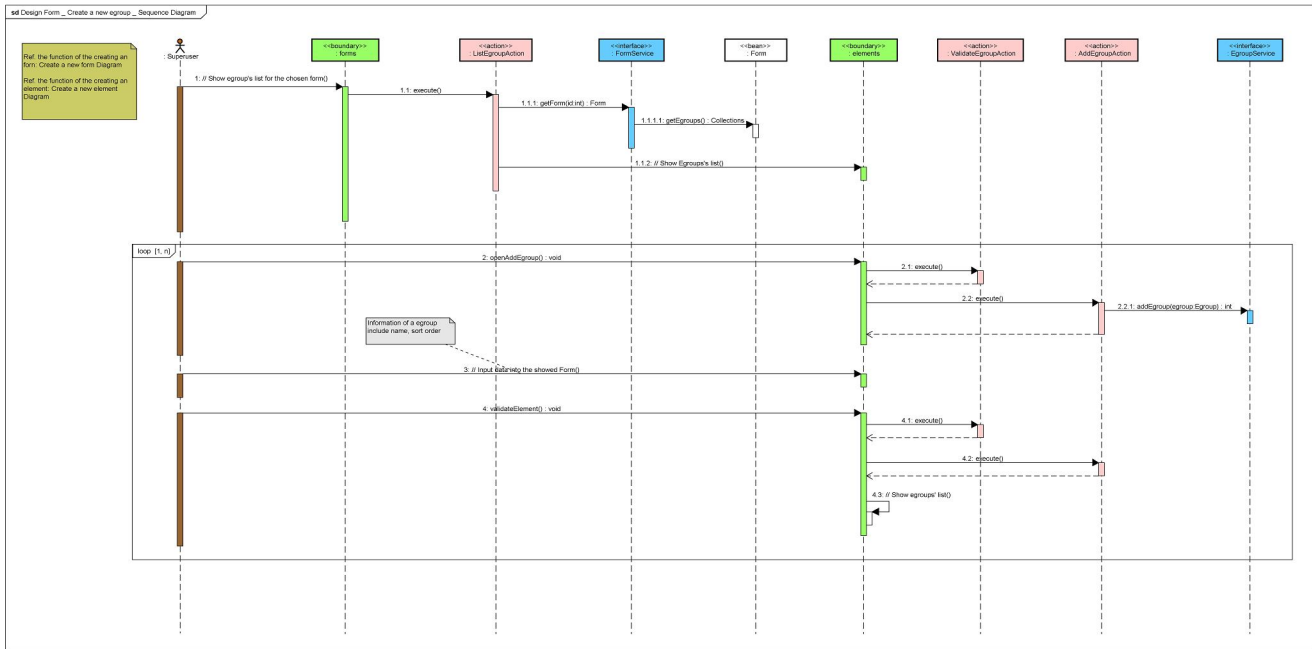 sd Design Form _ Create a new egroup _ Sequence Diagram
Ref. the function of the creating an
forn: Create a new form Diagram
Ref. the function of the creating an
element: Create a new element
Diagram
: Superuser
<<boundary>>
: forms
<<action>>
: ListEgroupAction
<<interface>>
: FormService
<<bean>>
: Form
<<boundary>>
: elements
<<action>>
: ValidateEgroupAction
<<action>>
: AddEgroupAction
<<interface>>
: EgroupService
1: // Show egroup's list for the chosen form()
1.1: execute()
1.1.1: getForm(id:int) : Form
1.1.1.1: getEgroups() : Collections
1.1.2: // Show Egroups's list()
loop [1, n]
2: openAddEgroup() : void
2.1: execute()
2.2: execute()
2.2.1: addEgroup(egroup:Egroup) : int
Information of a egroup
include name, sort order
3: // Input data into the showed Form()
4: validateElement() : void
4.1: execute()
4.2: execute()
4.3: // Show egroups' list()